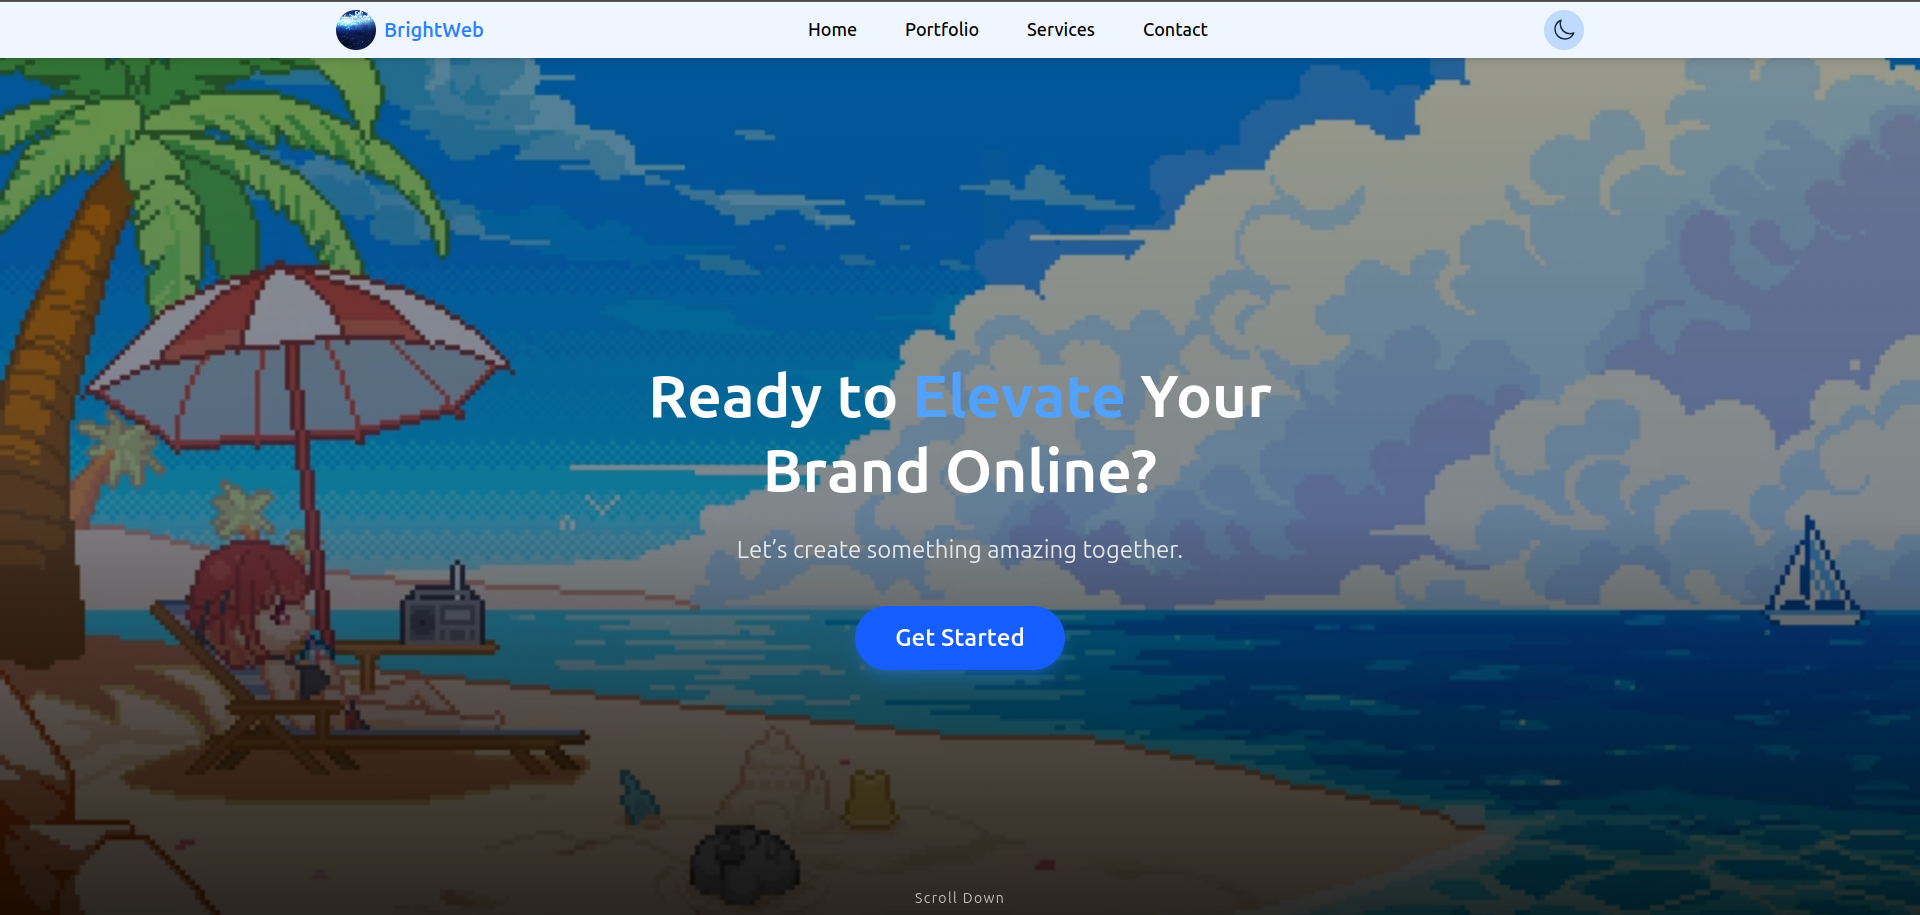 BrightWeb
Home
Portfolio
Services
Contact
Ready to Elevate Your
Brand Online?
Let’s create something amazing together.
Get Started
Scroll Down